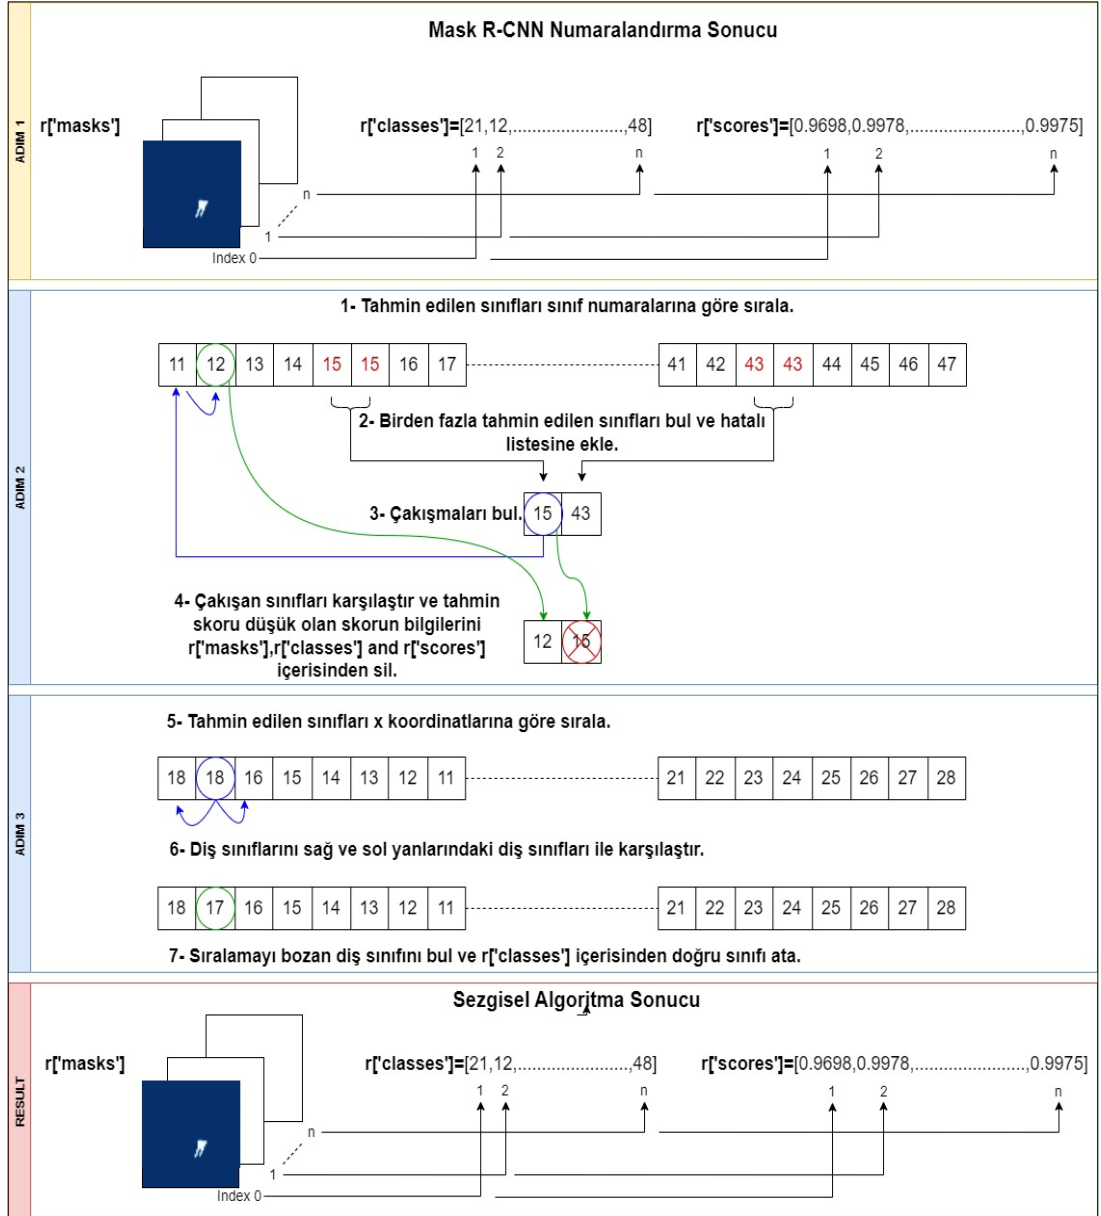 Mask R-CNN Numaralandırma Sonucu
ADIM 1
r['masks']
r['classes']=[21,12,.......................,48]
r['scores']=[0.9698,0.9978,.......................,0.9975]
1 2 n
1 2 n
n
1
Index 0
ADIM 2
1- Tahmin edilen sınıfları sınıf numaralarına göre sırala.
11 12 13 14 15 15 16 17 41 42 43 43 44 45 46 47
2- Birden fazla tahmin edilen sınıfları bul ve hatalı
listesine ekle.
3- Çakışmaları bul.
15 43
4- Çakışan sınıfları karşılaştır ve tahmin
skoru düşük olan skorun bilgilerini
r['masks'],r['classes'] and r['scores']
içerisinden sil.
12 15
ADIM 3
5- Tahmin edilen sınıfları x koordinatlarına göre sırala.
18 18 16 15 14 13 12 11 21 22 23 24 25 26 27 28
6- Diş sınıflarını sağ ve sol yanlarındaki diş sınıfları ile karşılaştır.
18 17 16 15 14 13 12 11 21 22 23 24 25 26 27 28
7- Sıralamayı bozan diş sınıfını bul ve r['classes'] içerisinden doğru sınıfı ata.
RESULT
Sezgisel Algoritma Sonucu
r['masks']
r['classes']=[21,12,.......................,48]
r['scores']=[0.9698,0.9978,.......................,0.9975]
1 2 n
1 2 n
n
1
Index 0